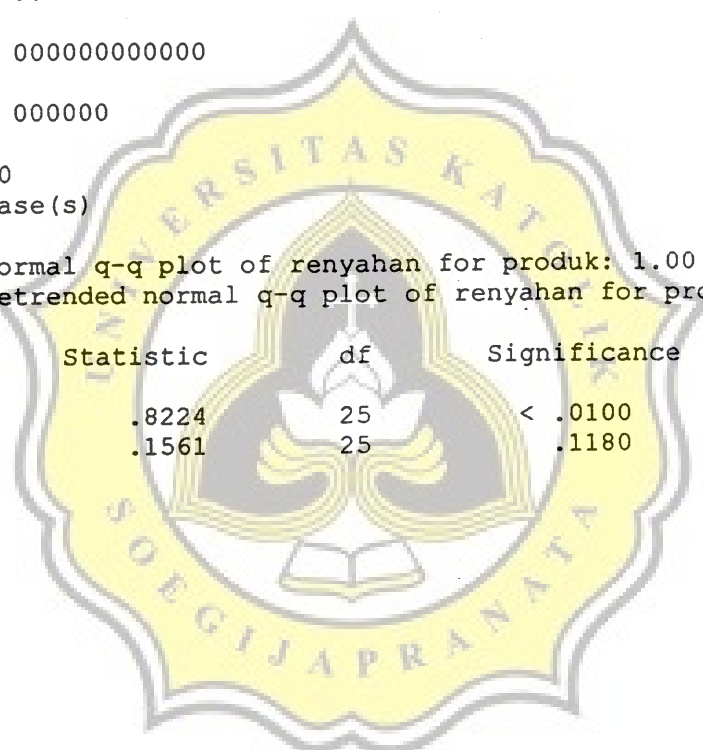 000000000000
000000
0
ase(s)
ormal q-q plot of renyahan for produk: 1.00
etrended normal q-q plot of renyahan for pro
Statistic df Significance
.8224 25 < .0100
.1561 25 .1180
UNIVERSITAS KATOLIK
SOEGIJAPRANATA